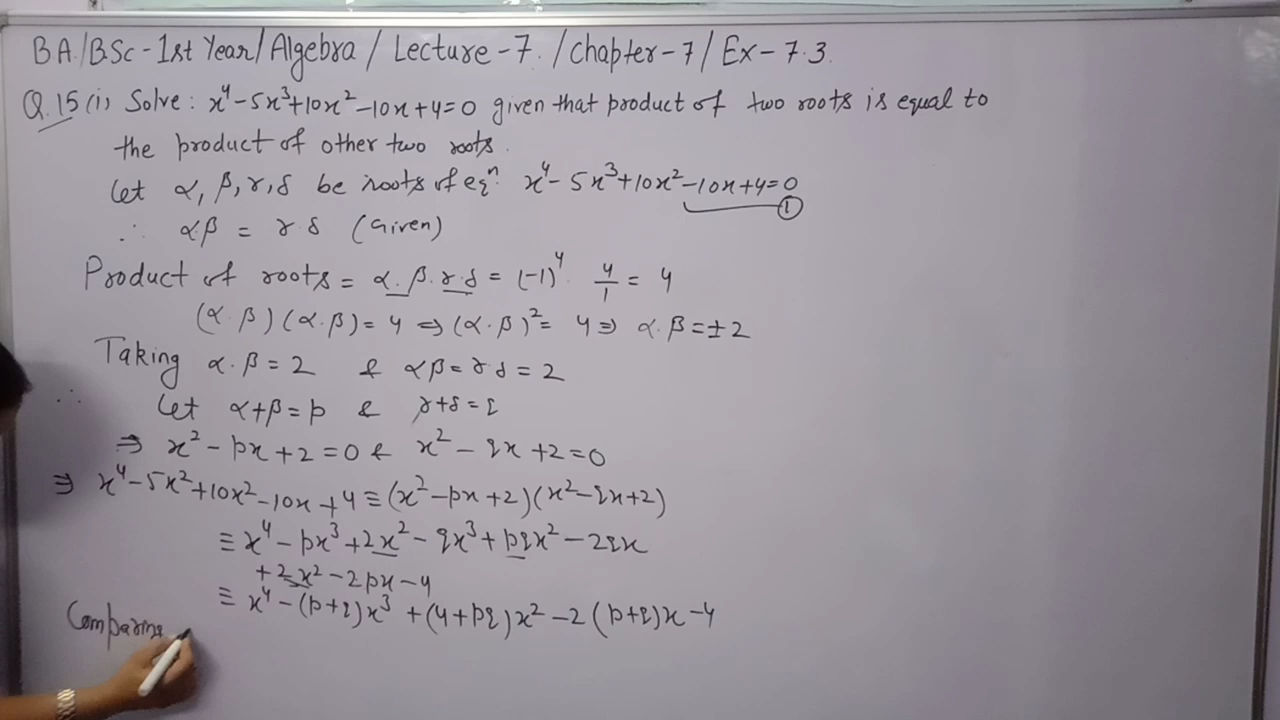 BA./BSc-1st Year/Algebra / Lecture-7. / Chapter-7/ Ex-7.3.
Q.15(i) Solve: x⁴-5x³+10x²-10x+4=0 given that product of two roots is equal to
the product of other two roots.
Let α, β, γ, δ be roots of eqⁿ. x⁴-5x³+10x²-10x+4=0
①
∴ α.β = γ.δ (Given)
Product of roots = α.β.γ.δ = (-1)⁴. 4/1 = 4
(α.β)(α.β)=4 ⇒ (α.β)²=4 ⇒ α.β=±2
Taking α.β=2 & αβ=γδ=2
∴ Let α+β=p & γ+δ=q
⇒ x²-px+2=0 & x²-qx+2=0
⇒ x⁴-5x²+10x²-10x+4≡(x²-px+2)(x²-qx+2)
≡x⁴-px³+2x²-qx³+pqx²-2qx
+2x²-2px-4
≡x⁴-(p+q)x³+(4+pq)x²-2(p+q)x-4
Comparing